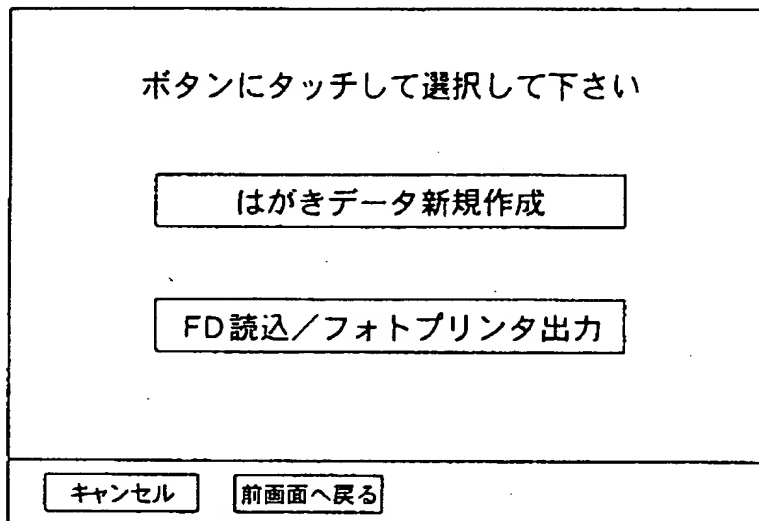 ボタンにタッチして選択して下さい
はがきデータ新規作成
FD読込／フォトプリンタ出力
キャンセル 前画面へ戻る